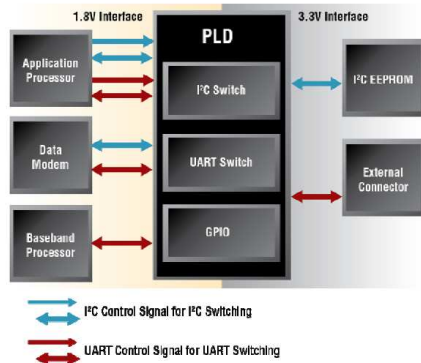 1.8V Interface
3.3V Interface
PLD
Application
Processor
I²C Switch
I²C EEPROM
Data
Modem
UART Switch
External
Connector
Baseband
Processor
GPIO
I²C Control Signal for I²C Switching
UART Control Signal for UART Switching